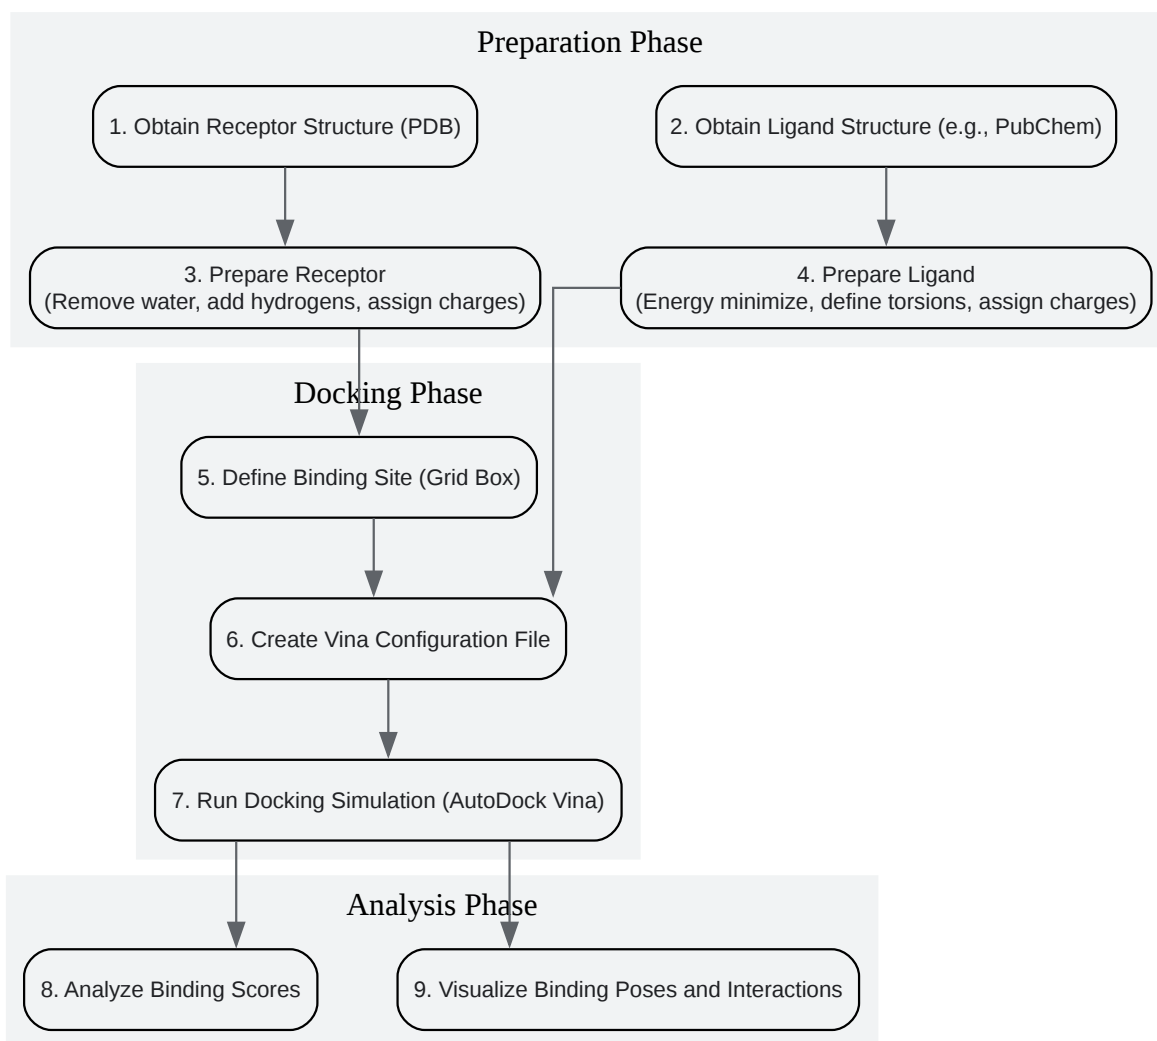 Preparation Phase
1. Obtain Receptor Structure (PDB)
2. Obtain Ligand Structure (e.g., PubChem)
3. Prepare Receptor
(Remove water, add hydrogens, assign charges)
4. Prepare Ligand
(Energy minimize, define torsions, assign charges)
Docking Phase
5. Define Binding Site (Grid Box)
6. Create Vina Configuration File
7. Run Docking Simulation (AutoDock Vina)
Analysis Phase
8. Analyze Binding Scores
9. Visualize Binding Poses and Interactions